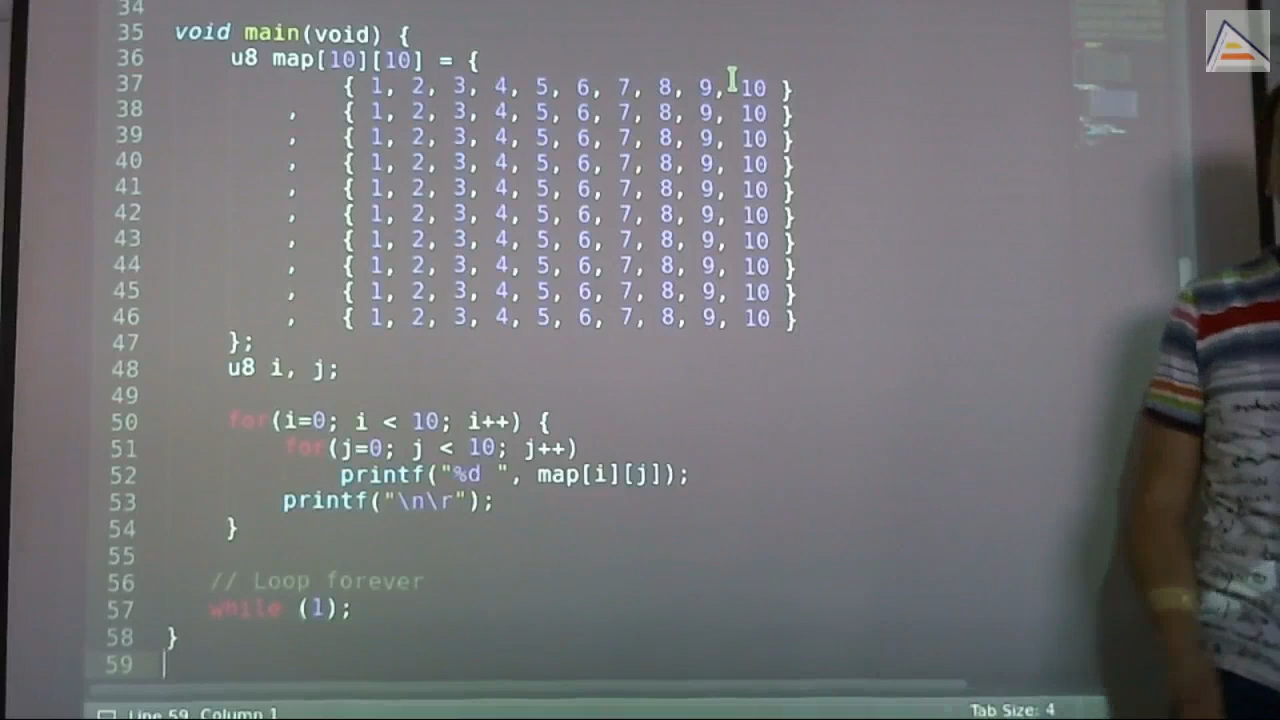 34
35 void main(void) {
36 u8 map[10][10] = {
37 { 1, 2, 3, 4, 5, 6, 7, 8, 9, 10 }
38 , { 1, 2, 3, 4, 5, 6, 7, 8, 9, 10 }
39 , { 1, 2, 3, 4, 5, 6, 7, 8, 9, 10 }
40 , { 1, 2, 3, 4, 5, 6, 7, 8, 9, 10 }
41 , { 1, 2, 3, 4, 5, 6, 7, 8, 9, 10 }
42 , { 1, 2, 3, 4, 5, 6, 7, 8, 9, 10 }
43 , { 1, 2, 3, 4, 5, 6, 7, 8, 9, 10 }
44 , { 1, 2, 3, 4, 5, 6, 7, 8, 9, 10 }
45 , { 1, 2, 3, 4, 5, 6, 7, 8, 9, 10 }
46 , { 1, 2, 3, 4, 5, 6, 7, 8, 9, 10 }
47 };
48 u8 i, j;
49
50 for(i=0; i < 10; i++) {
51 for(j=0; j < 10; j++)
52 printf("%d ", map[i][j]);
53 printf("\n\r");
54 }
55
56 // Loop forever
57 while (1);
58 }
59
Line 59, Column 1
Tab Size: 4